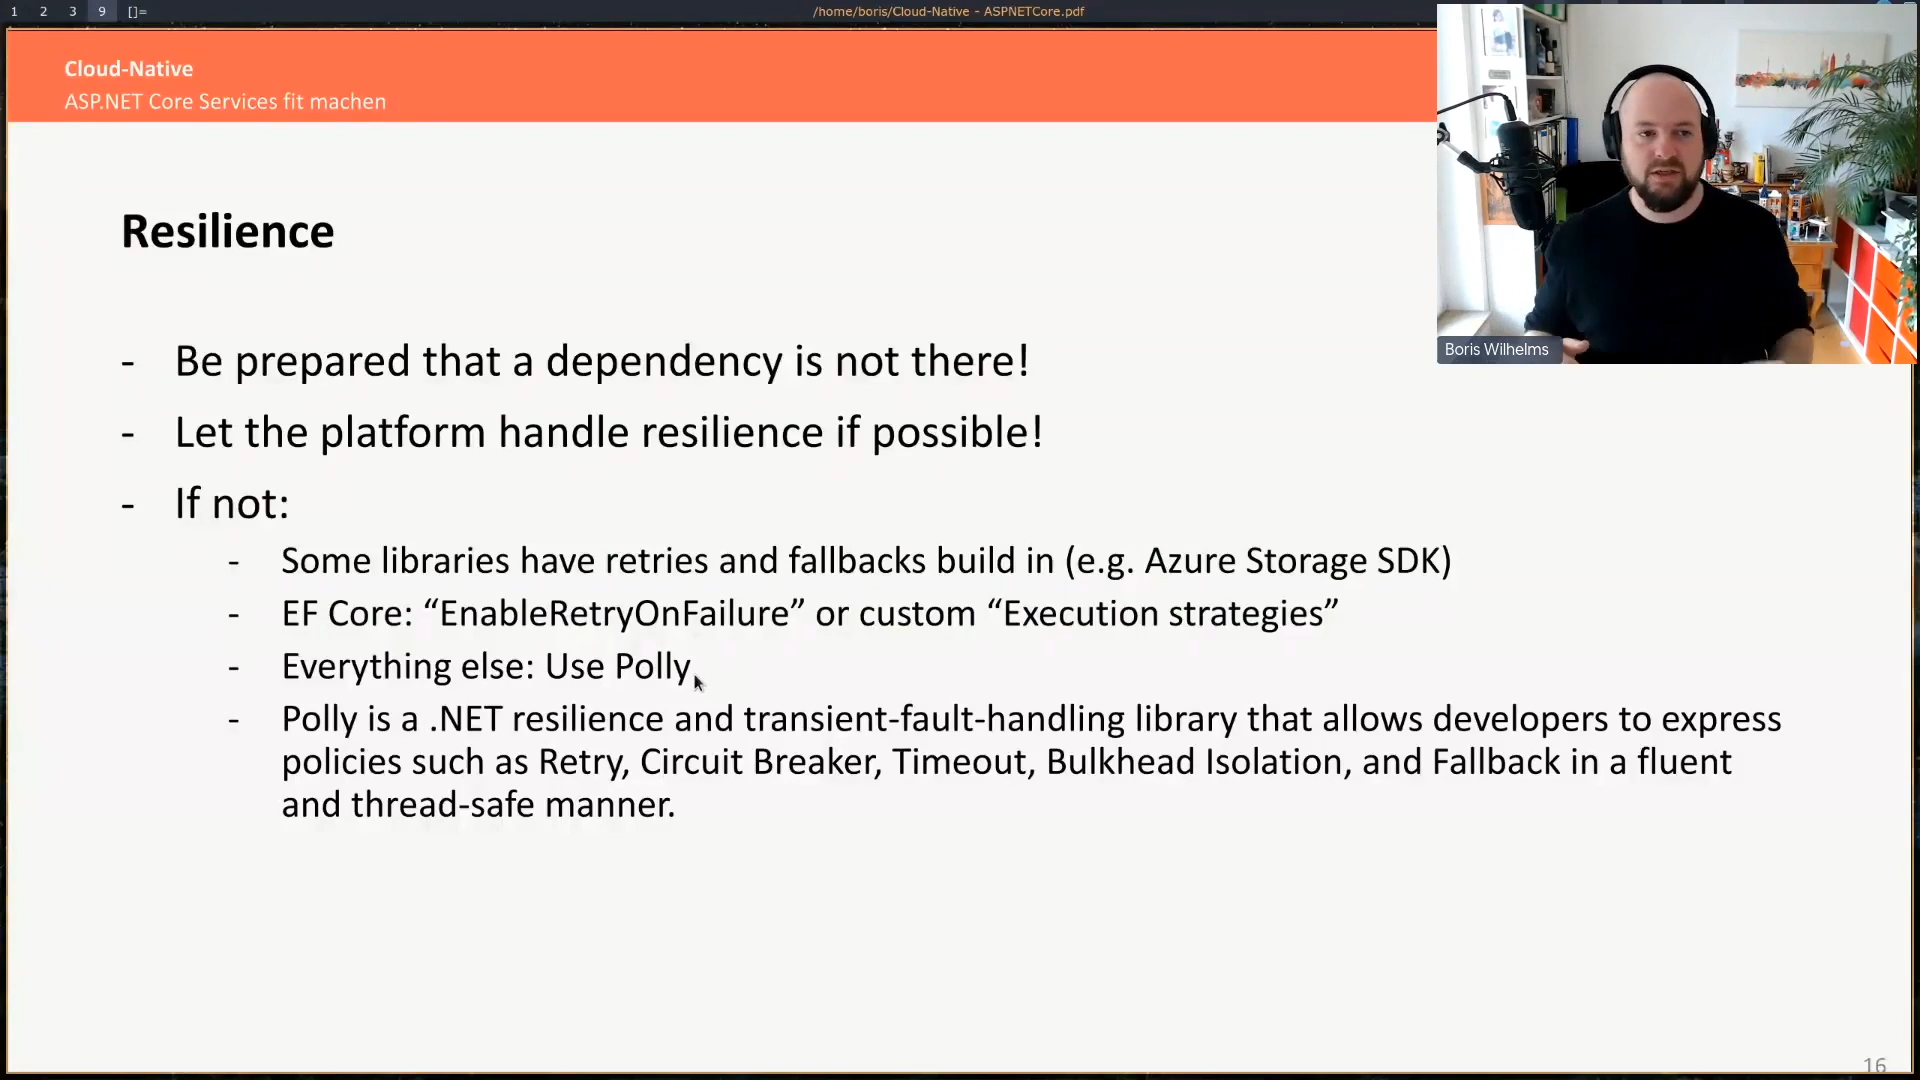 1 2 3 9 []= /home/boris/Cloud-Native - ASPNETCore.pdf
Cloud-Native
ASP.NET Core Services fit machen
Boris Wilhelms
Resilience
- Be prepared that a dependency is not there!
- Let the platform handle resilience if possible!
- If not:
- Some libraries have retries and fallbacks build in (e.g. Azure Storage SDK)
- EF Core: “EnableRetryOnFailure” or custom “Execution strategies”
- Everything else: Use Polly
- Polly is a .NET resilience and transient-fault-handling library that allows developers to express
policies such as Retry, Circuit Breaker, Timeout, Bulkhead Isolation, and Fallback in a fluent
and thread-safe manner.
16